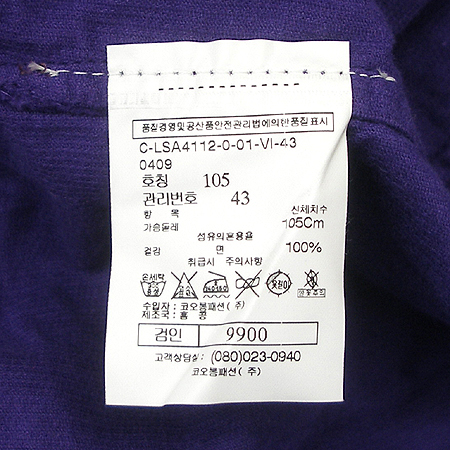 품질경영및공산품안전관리법에의한품질표시
C-LSA4112-0-01-VI-43
0409
호칭 105
관리번호 43
항 목 신체치수
가슴둘레 105Cm
섬유의혼용율
겉감 면 100%
취급시 주의사항
온세탁
수입자: 코오롱패션(주)
제조국: 홍 콩
검인 9900
고객상담실: (080)023-0940
코오롱패션(주)